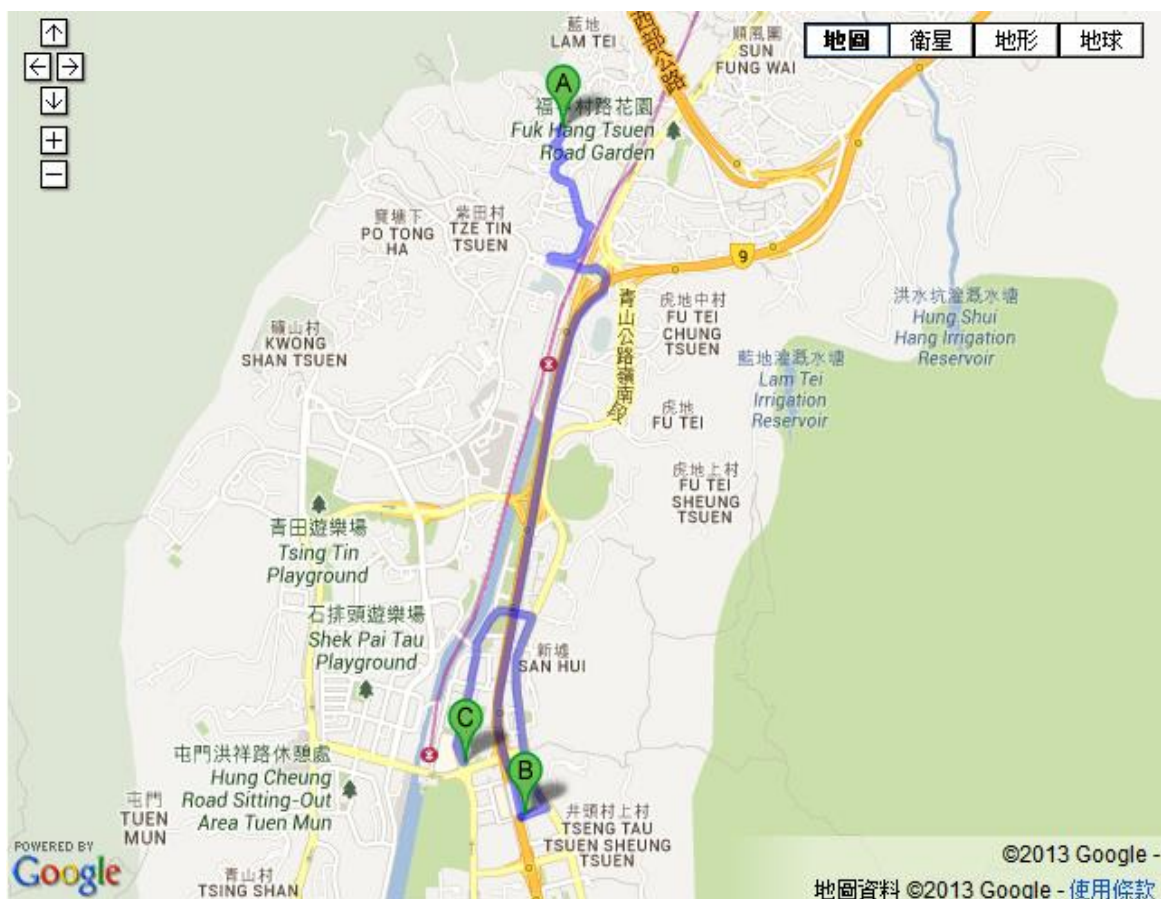 藍地
LAM TEI
西部公路
順風圍
SUN
FUNG WAI
地圖
衛星
地形
地球
A
Fuk Hang Tsuen
Road Garden
寶塘下
PO TONG
HA
紫田村
TZE TIN
TSUEN
9
青山公路嶺南段
虎地中村
FU TEI
CHUNG
TSUEN
洪水坑灌溉水塘
Hung Shui
Hang Irrigation
Reservoir
礦山村
KWONG
SHAN TSUEN
藍地灌溉水塘
Lam Tei
Irrigation
Reservoir
虎地
FU TEI
虎地上村
FU TEI
SHEUNG
TSUEN
青田遊樂場
Tsing Tin
Playground
石排頭遊樂場
Shek Pai Tau
Playground
新墟
SAN HUI
C
B
屯門洪祥路休憩處
Hung Cheung
Road Sitting-Out
Area Tuen Mun
屯門
TUEN
MUN
井頭村上村
TSENG TAU
TSUEN SHEUNG
TSUEN
青山村
TSING SHAN
POWERED BY
Google
©2013 Google -
地圖資料 ©2013 Google - 使用條款